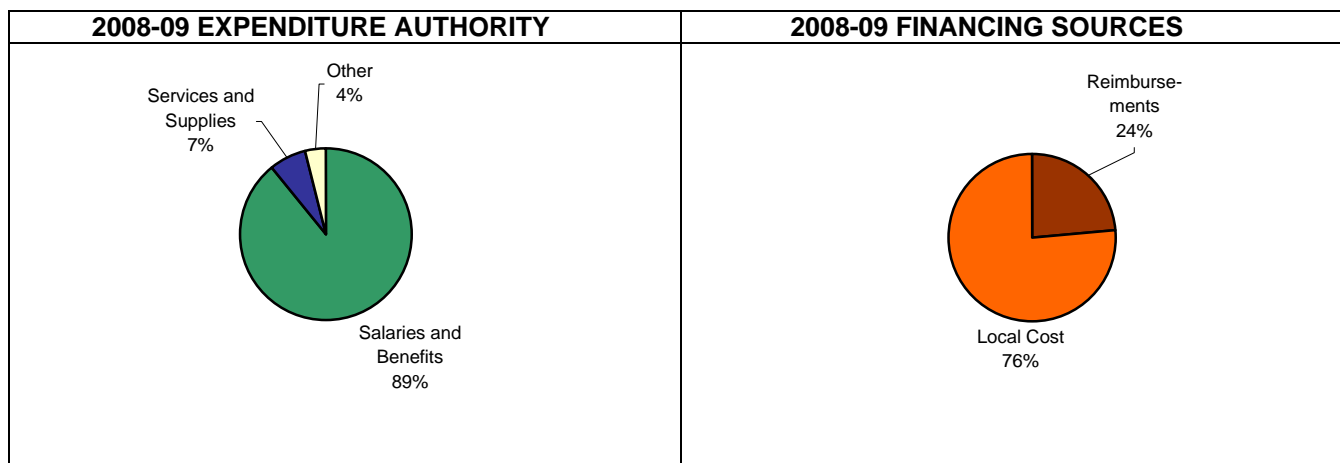 2008-09 EXPENDITURE AUTHORITY
Other
4%
Services and
Supplies
7%
Salaries and
Benefits
89%
2008-09 FINANCING SOURCES
Reimburse-
ments
24%
Local Cost
76%